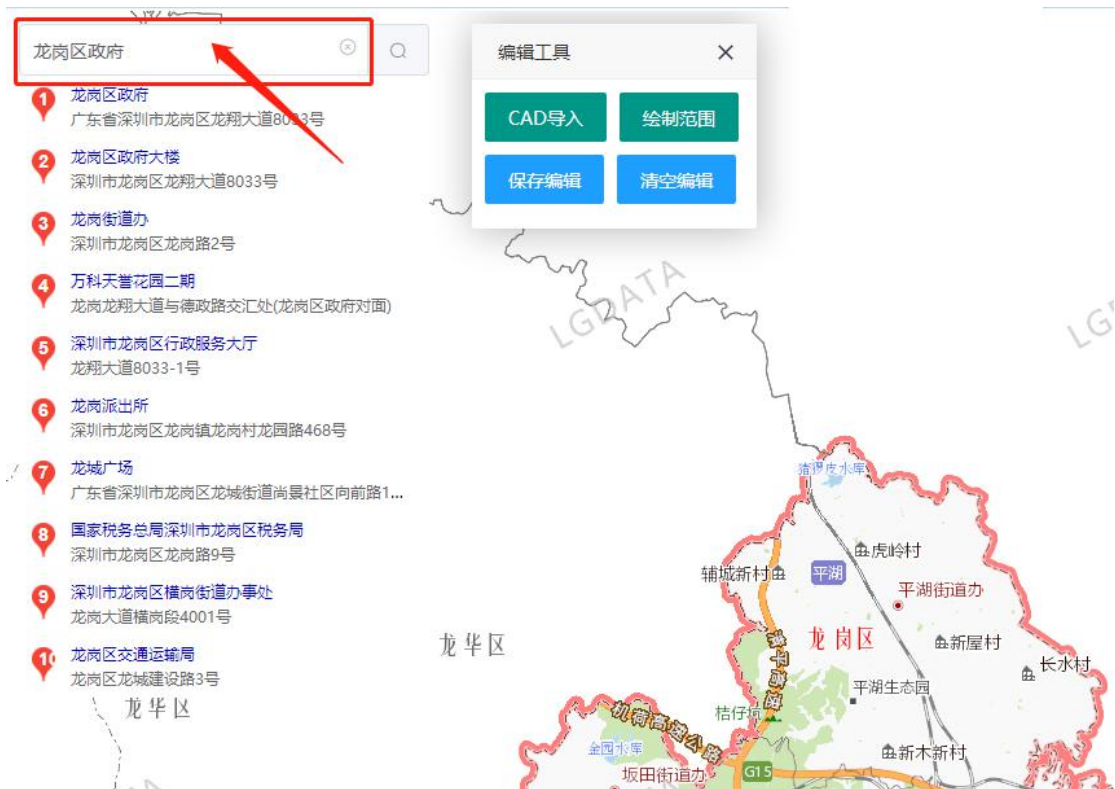 龙岗区政府
编辑工具
CAD导入
绘制范围
保存编辑
清空编辑
1
龙岗区政府
广东省深圳市龙岗区龙翔大道8033号
2
龙岗区政府大楼
深圳市龙岗区龙翔大道8033号
3
龙岗街道办
深圳市龙岗区龙岗路2号
4
万科天誉花园二期
龙岗龙翔大道与德政路交汇处(龙岗区政府对面)
5
深圳市龙岗区行政服务大厅
龙翔大道8033-1号
6
龙岗派出所
深圳市龙岗区龙岗镇龙岗村龙园路468号
7
龙城广场
广东省深圳市龙岗区龙城街道尚景社区向前路1...
8
国家税务总局深圳市龙岗区税务局
深圳市龙岗区龙岗路9号
9
深圳市龙岗区横岗街道办事处
龙岗大道横岗段4001号
10
龙岗区交通运输局
龙岗区龙城建设路3号
LGDATA
LG
虎岭村
辅城新村
平湖
平湖街道办
龙华区
龙岗区
新屋村
长水村
清平高速
平湖生态园
龙华区
机荷高速公路
桔仔坑
金园水库
新木新村
坂田街道办
G15